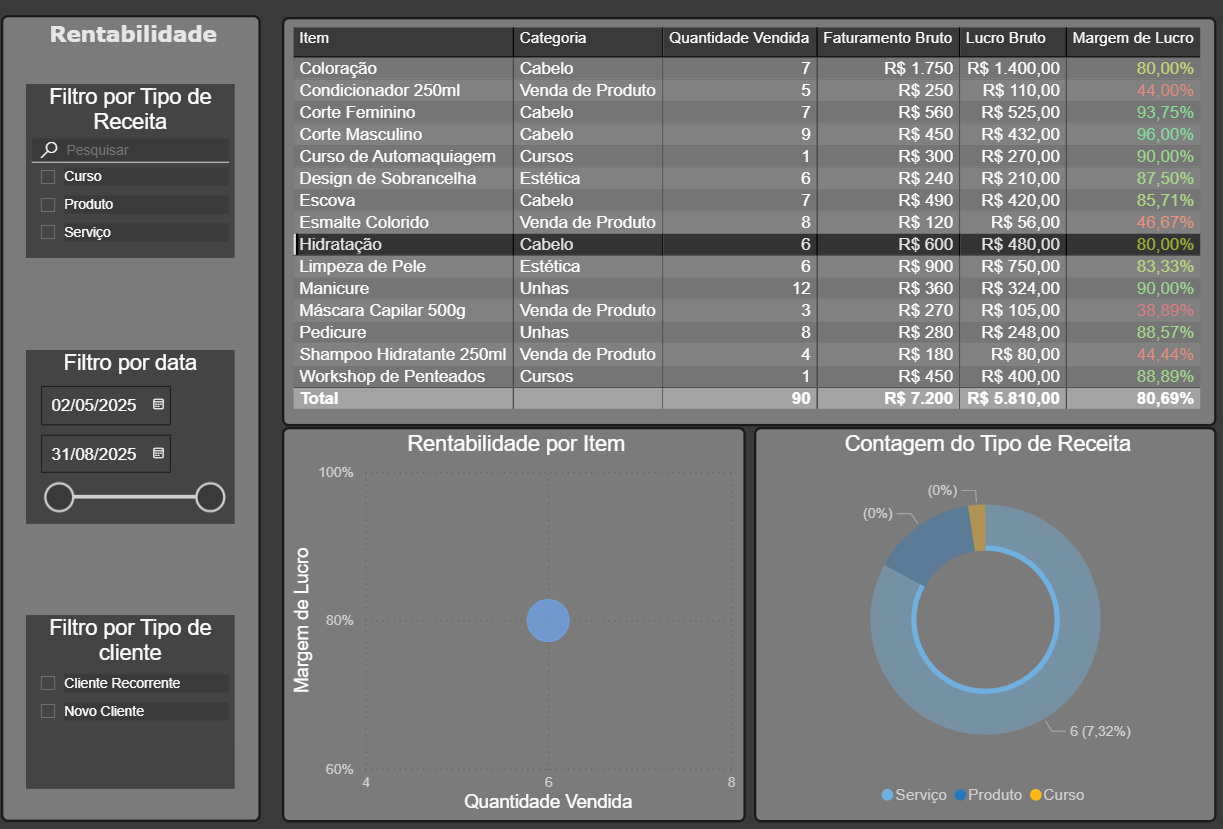 Rentabilidade
Filtro por Tipo de
Receita
Pesquisar
Curso
Produto
Serviço
Filtro por data
02/05/2025
31/08/2025
Filtro por Tipo de
cliente
Cliente Recorrente
Novo Cliente
Item Categoria Quantidade Vendida Faturamento Bruto Lucro Bruto Margem de Lucro
Coloração Cabelo 7 R$ 1.750 R$ 1.400,00 80,00%
Condicionador 250ml Venda de Produto 5 R$ 250 R$ 110,00 44,00%
Corte Feminino Cabelo 7 R$ 560 R$ 525,00 93,75%
Corte Masculino Cabelo 9 R$ 450 R$ 432,00 96,00%
Curso de Automaquiagem Cursos 1 R$ 300 R$ 270,00 90,00%
Design de Sobrancelha Estética 6 R$ 240 R$ 210,00 87,50%
Escova Cabelo 7 R$ 490 R$ 420,00 85,71%
Esmalte Colorido Venda de Produto 8 R$ 120 R$ 56,00 46,67%
Hidratação Cabelo 6 R$ 600 R$ 480,00 80,00%
Limpeza de Pele Estética 6 R$ 900 R$ 750,00 83,33%
Manicure Unhas 12 R$ 360 R$ 324,00 90,00%
Máscara Capilar 500g Venda de Produto 3 R$ 270 R$ 105,00 38,89%
Pedicure Unhas 8 R$ 280 R$ 248,00 88,57%
Shampoo Hidratante 250ml Venda de Produto 4 R$ 180 R$ 80,00 44,44%
Workshop de Penteados Cursos 1 R$ 450 R$ 400,00 88,89%
Total 90 R$ 7.200 R$ 5.810,00 80,69%
Rentabilidade por Item
100%
80%
60%
Margem de Lucro
4 6 8
Quantidade Vendida
Contagem do Tipo de Receita
(0%)
(0%)
6 (7,32%)
Serviço Produto Curso